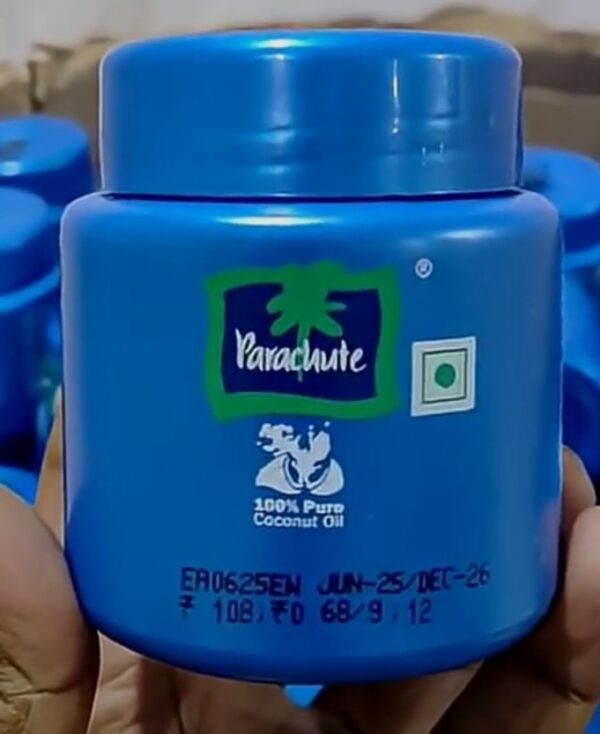 Parachute
®
100% Pure
Coconut Oil
EA0625EW JUN-25/DEC-26
₹ 108; ₹0 68/9; 12